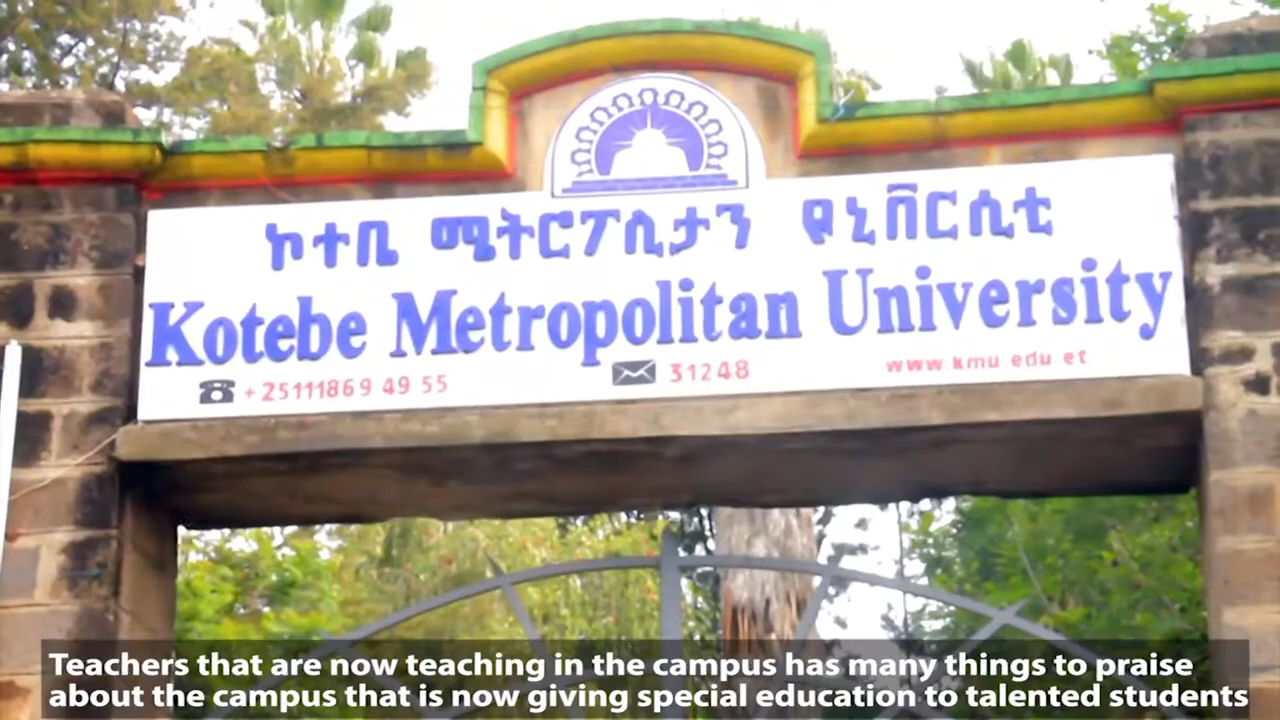 ኮተቤ ሜትሮፖሊታን ዩኒቨርሲቲ
Kotebe Metropolitan University
+25111869 49 55
31248
www.kmu edu et
Teachers that are now teaching in the campus has many things to praise
about the campus that is now giving special education to talented students